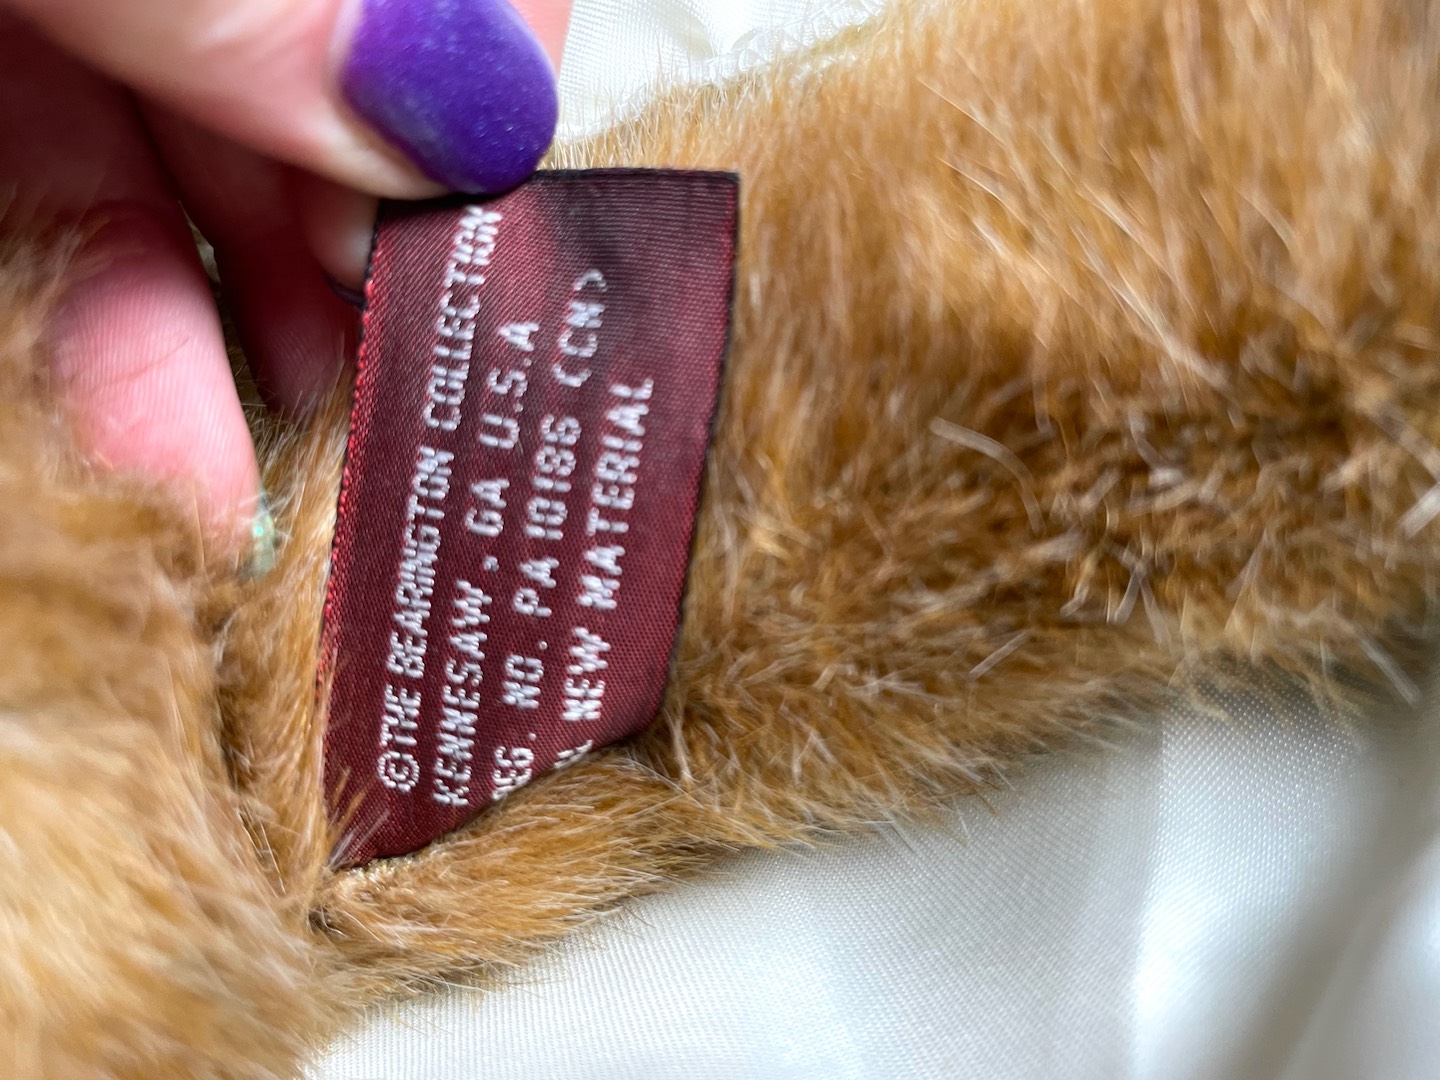 ©THE BEARINGTON COLLECTION
KENNESAW, GA U.S.A
REG. NO. PA 10186 (CN)
NEW MATERIAL